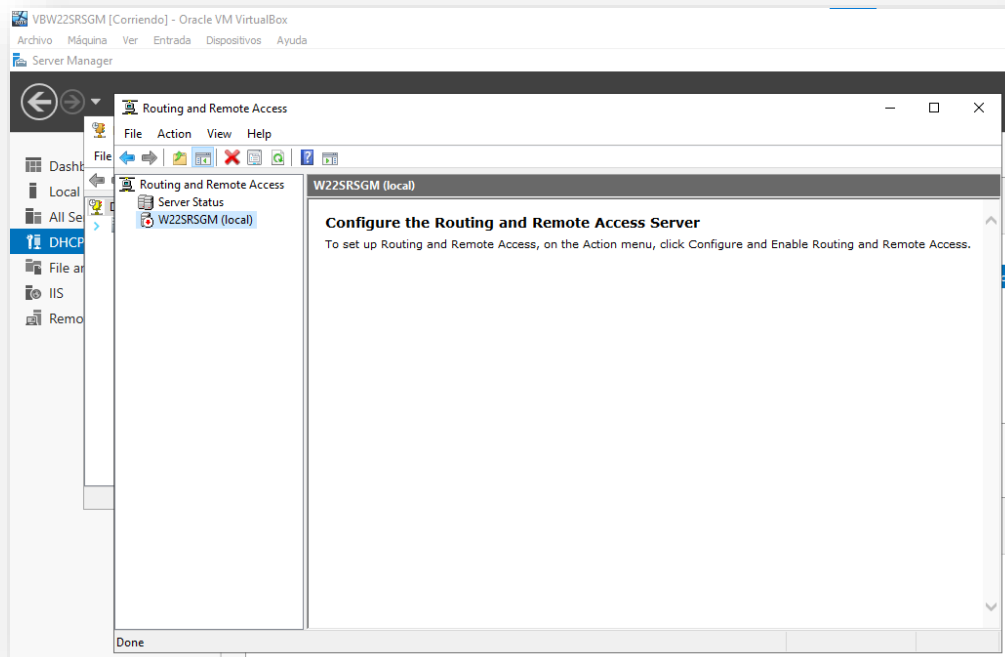 VBW22SRSGM [Corriendo] - Oracle VM VirtualBox
Archivo Máquina Ver Entrada Dispositivos Ayuda
Server Manager
Routing and Remote Access
File Action View Help
File
Routing and Remote Access
Server Status
W22SRSGM (local)
W22SRSGM (local)
Configure the Routing and Remote Access Server
To set up Routing and Remote Access, on the Action menu, click Configure and Enable Routing and Remote Access.
Dashb
Local
All Se
DHCP
File an
IIS
Remo
D
Done